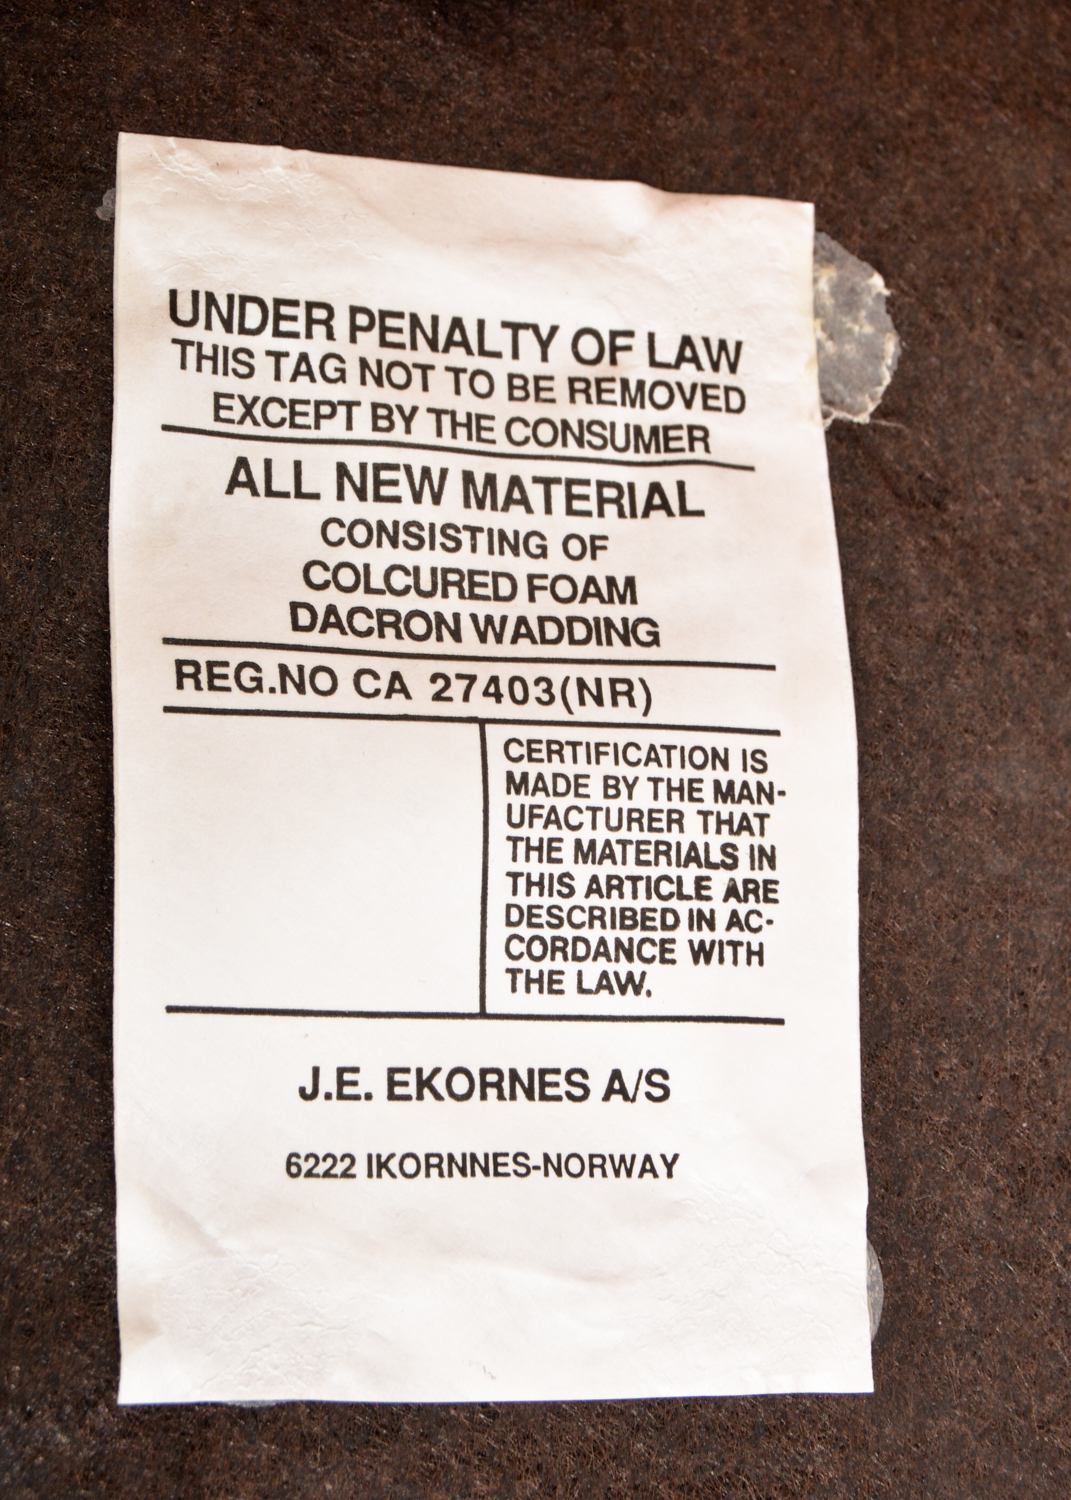 UNDER PENALTY OF LAW
THIS TAG NOT TO BE REMOVED
EXCEPT BY THE CONSUMER
ALL NEW MATERIAL
CONSISTING OF
COLCURED FOAM
DACRON WADDING
REG.NO CA 27403(NR)
CERTIFICATION IS
MADE BY THE MAN-
UFACTURER THAT
THE MATERIALS IN
THIS ARTICLE ARE
DESCRIBED IN AC-
CORDANCE WITH
THE LAW.
J.E. EKORNES A/S
6222 IKORNNES-NORWAY